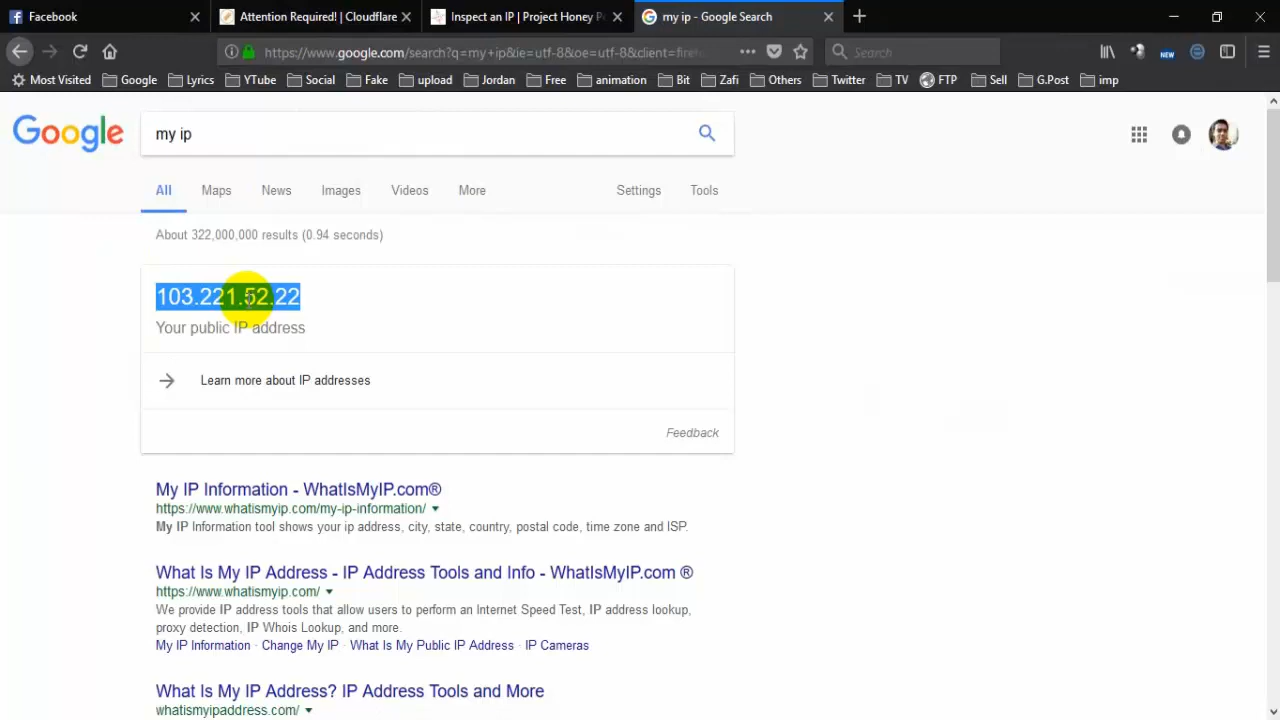 Facebook
Attention Required! | Cloudflare
Inspect an IP | Project Honey P
my ip - Google Search
https://www.google.com/search?q=my+ip&ie=utf-8&oe=utf-8&client=firef
Search
NEW
Most Visited
Google
Lyrics
YTube
Social
Fake
upload
Jordan
Free
animation
Bit
Zafi
Others
Twitter
TV
FTP
Sell
G.Post
imp
Google
my ip
All
Maps
News
Images
Videos
More
Settings
Tools
About 322,000,000 results (0.94 seconds)
103.221.52.22
Your public IP address
Learn more about IP addresses
Feedback
My IP Information - WhatIsMyIP.com®
https://www.whatismyip.com/my-ip-information/
My IP Information tool shows your ip address, city, state, country, postal code, time zone and ISP.
What Is My IP Address - IP Address Tools and Info - WhatIsMyIP.com ®
https://www.whatismyip.com/
We provide IP address tools that allow users to perform an Internet Speed Test, IP address lookup,
proxy detection, IP Whois Lookup, and more.
My IP Information · Change My IP · What Is My Public IP Address · IP Cameras
What Is My IP Address? IP Address Tools and More
whatismyipaddress.com/